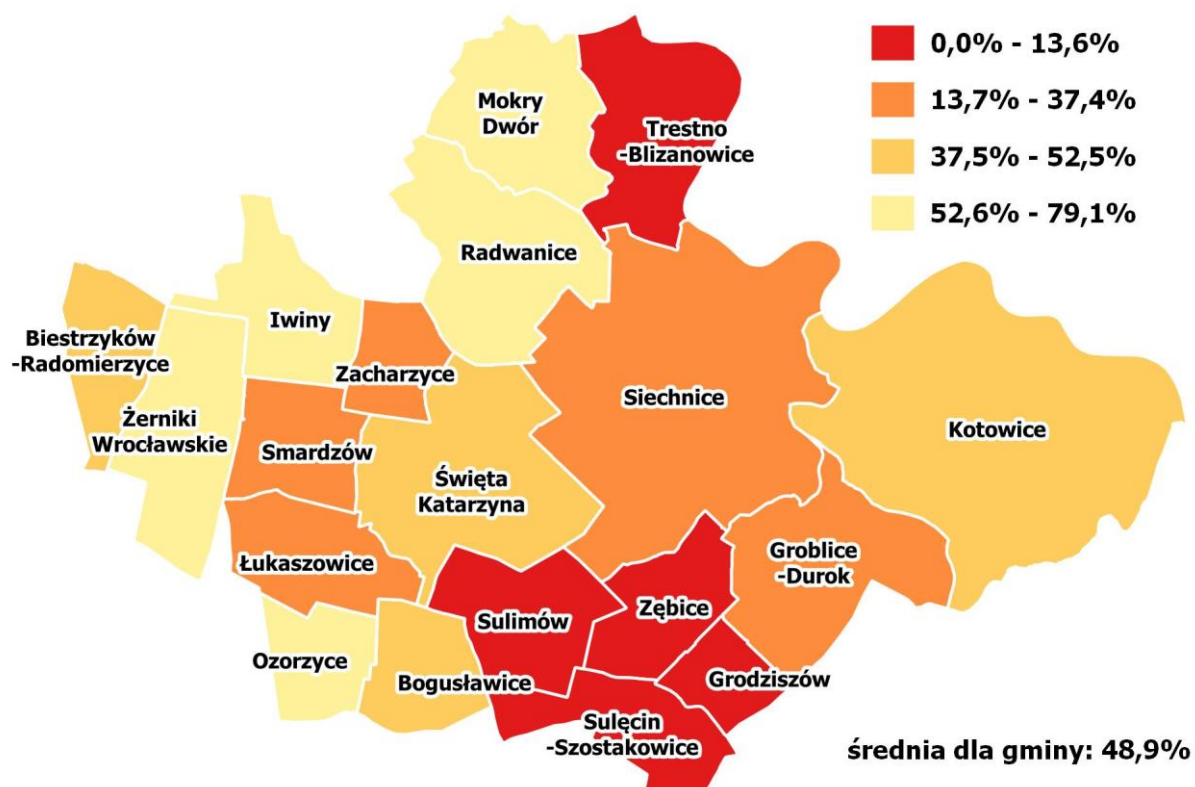 0,0% - 13,6%
13,7% - 37,4%
37,5% - 52,5%
52,6% - 79,1%
Mokry
Dwór
Trestno
-Blizanowice
Radwanice
Iwiny
Biestrzyków
-Radomierzyce
Zacharzyce
Siechnice
Żerniki
Wrocławskie
Kotowice
Smardzów
Święta
Katarzyna
Łukaszowice
Groblice
-Durok
Sulimów
Zębice
Ozorzyce
Bogusławice
Grodziszów
Sulęcin
-Szostakowice
średnia dla gminy: 48,9%